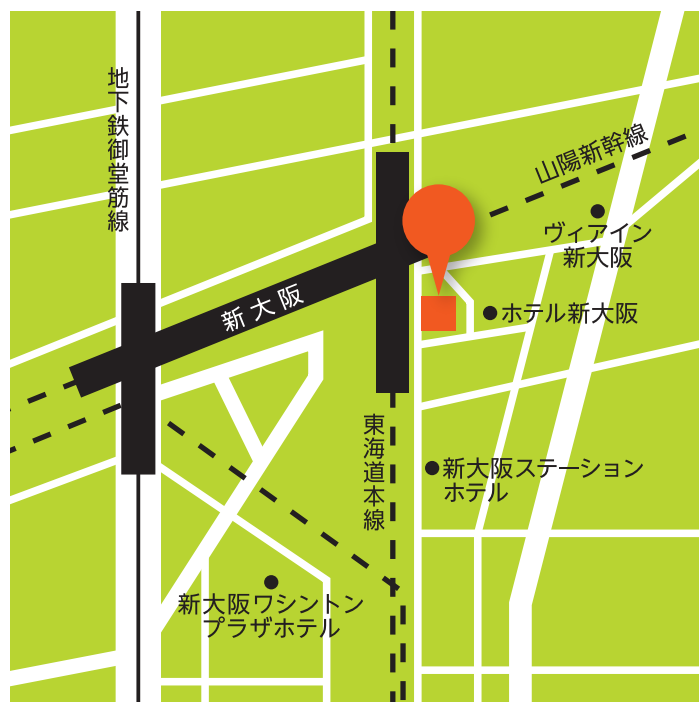 地下鉄御堂筋線
山陽新幹線
ヴィアイン
新大阪
新大阪
ホテル新大阪
東海道本線
新大阪ステーション
ホテル
新大阪ワシントン
プラザホテル